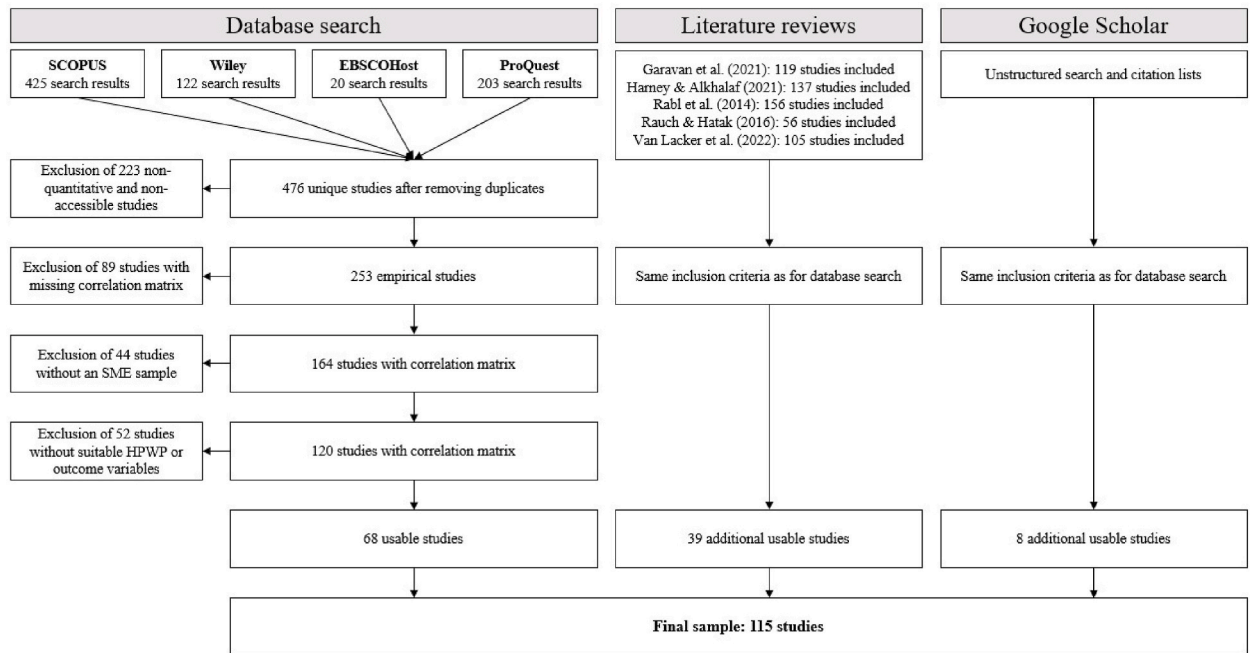 Database search
Literature reviews
Google Scholar
SCOPUS
425 search results
Wiley
122 search results
EBSCOHost
20 search results
ProQuest
203 search results
Garavan et al. (2021): 119 studies included
Harney & Alkhalaf (2021): 137 studies included
Rabl et al. (2014): 156 studies included
Rauch & Hatak (2016): 56 studies included
Van Lacker et al. (2022): 105 studies included
Unstructured search and citation lists
Exclusion of 223 non-
quantitative and non-
accessible studies
476 unique studies after removing duplicates
Exclusion of 89 studies with
missing correlation matrix
253 empirical studies
Same inclusion criteria as for database search
Same inclusion criteria as for database search
Exclusion of 44 studies
without an SME sample
164 studies with correlation matrix
Exclusion of 52 studies
without suitable HPWP or
outcome variables
120 studies with correlation matrix
68 usable studies
39 additional usable studies
8 additional usable studies
Final sample: 115 studies